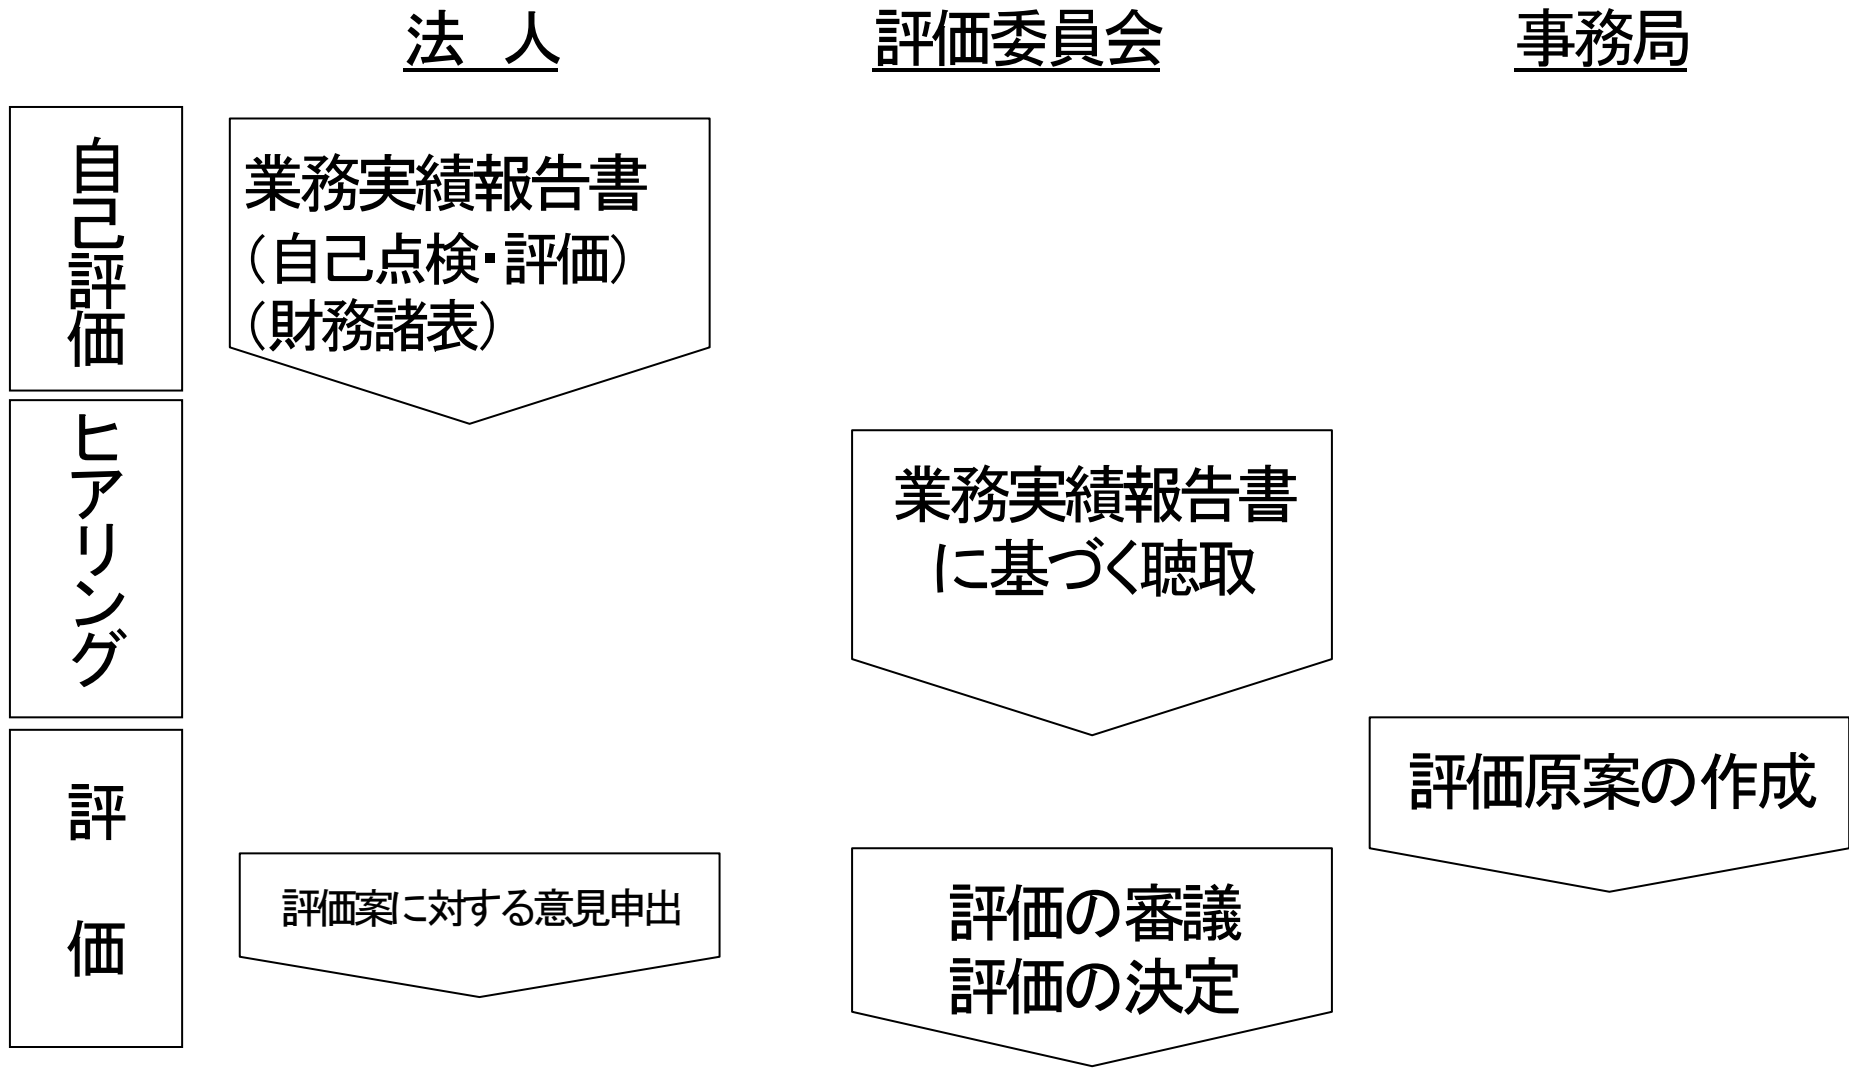 法　人
評価委員会
事務局
自己評価
業務実績報告書
（自己点検・評価）
（財務諸表）
ヒアリング
業務実績報告書
に基づく聴取
評　価
評価原案の作成
評価案に対する意見申出
評価の審議
評価の決定